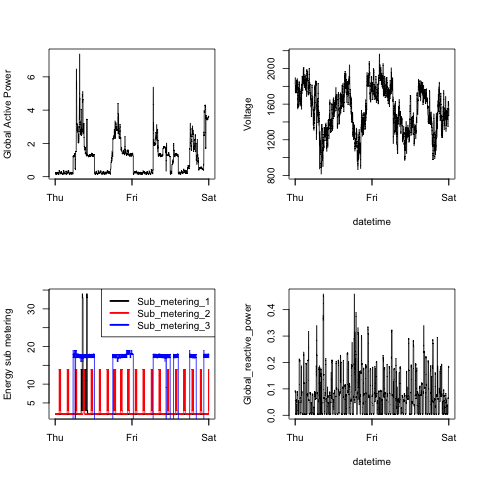 Global Active Power
6
4
2
0
Thu
Fri
Sat
Voltage
2000
1600
1200
800
Thu
Fri
Sat
datetime
Energy sub metering
30
20
10
5
Sub_metering_1
Sub_metering_2
Sub_metering_3
Thu
Fri
Sat
Global_reactive_power
0.4
0.3
0.2
0.1
0.0
Thu
Fri
Sat
datetime